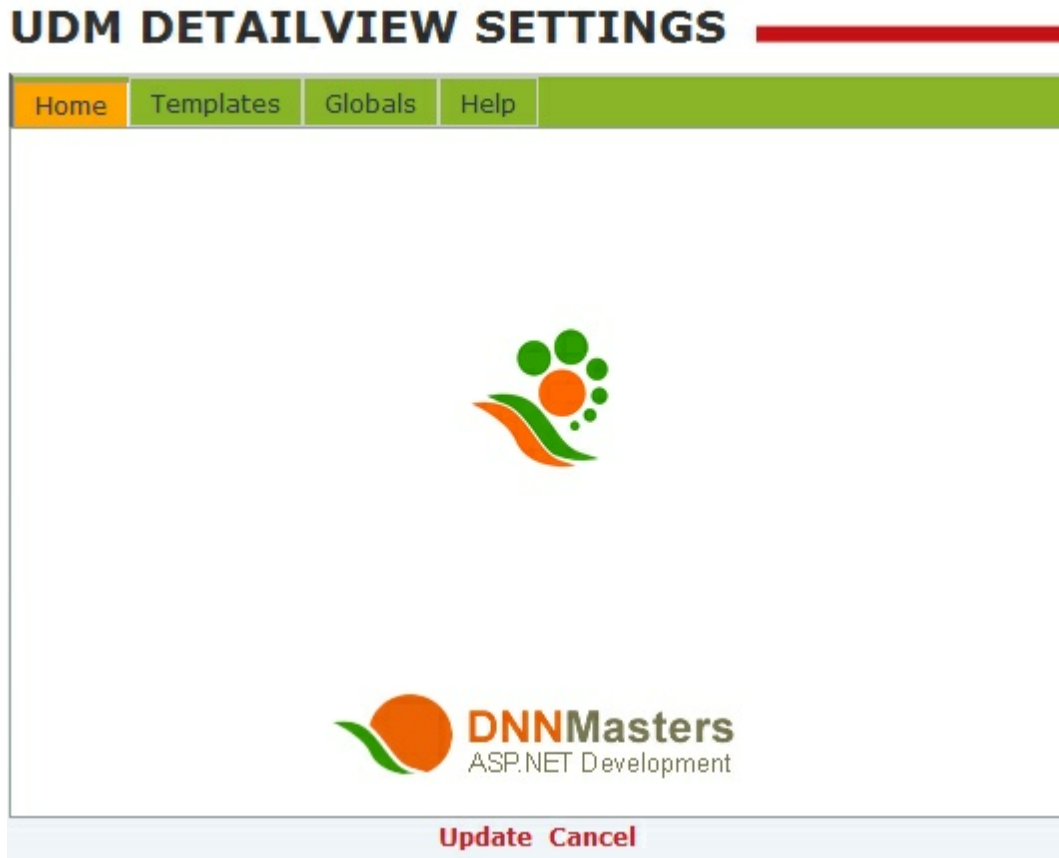 UDM DETAILVIEW SETTINGS
Home Templates Globals Help
DNNMasters
ASP.NET Development
Update Cancel